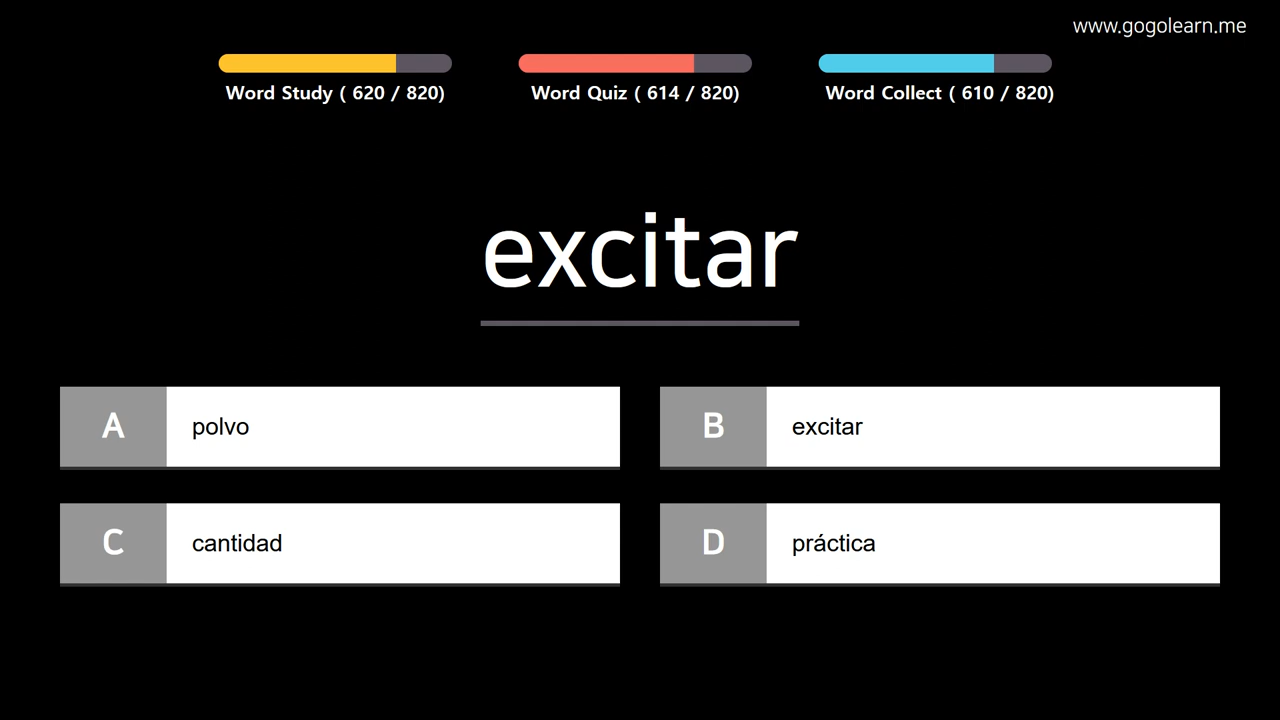 www.gogolearn.me
Word Study ( 620 / 820)
Word Quiz ( 614 / 820)
Word Collect ( 610 / 820)
excitar
A polvo
B excitar
C cantidad
D práctica